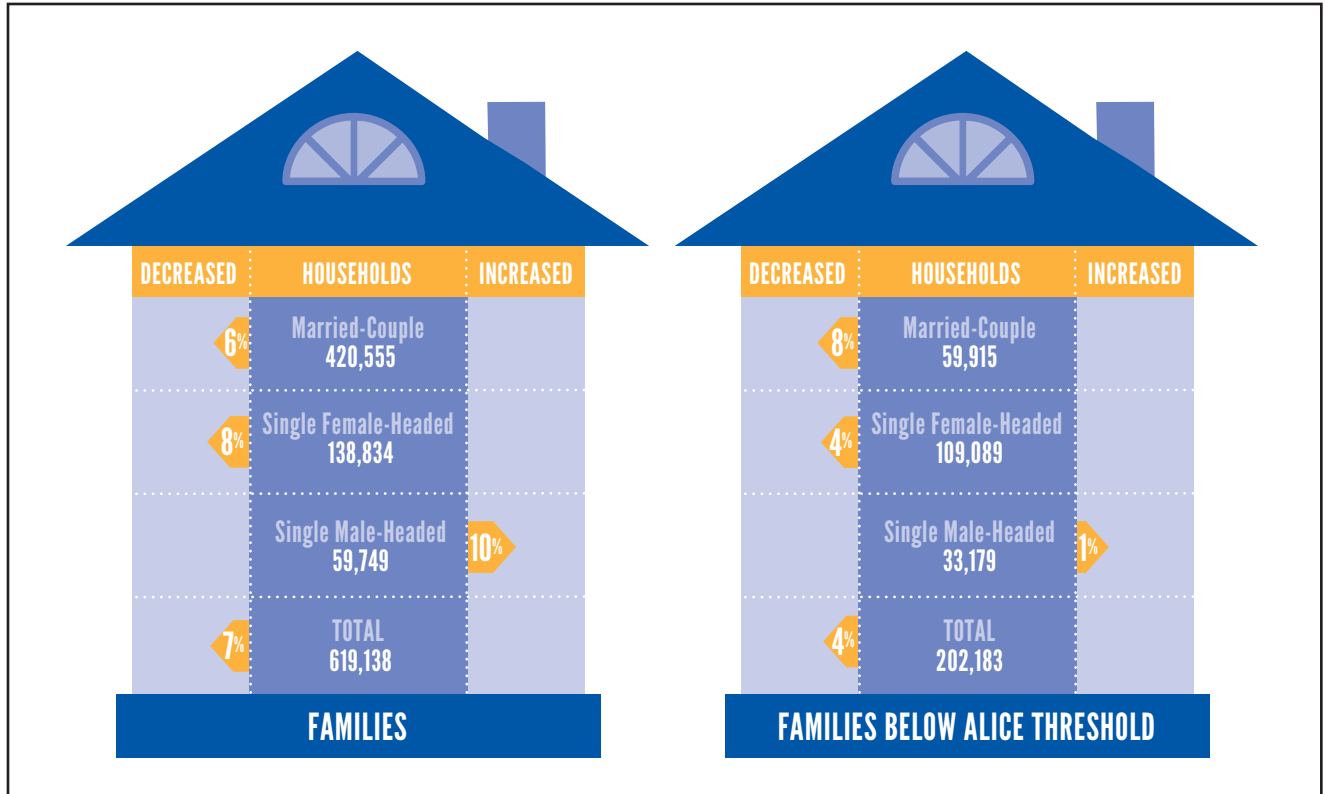 DECREASED HOUSEHOLDS INCREASED
6% Married-Couple
420,555
8% Single Female-Headed
138,834
Single Male-Headed 10%
59,749
7% TOTAL
619,138
FAMILIES
DECREASED HOUSEHOLDS INCREASED
8% Married-Couple
59,915
4% Single Female-Headed
109,089
Single Male-Headed 1%
33,179
4% TOTAL
202,183
FAMILIES BELOW ALICE THRESHOLD